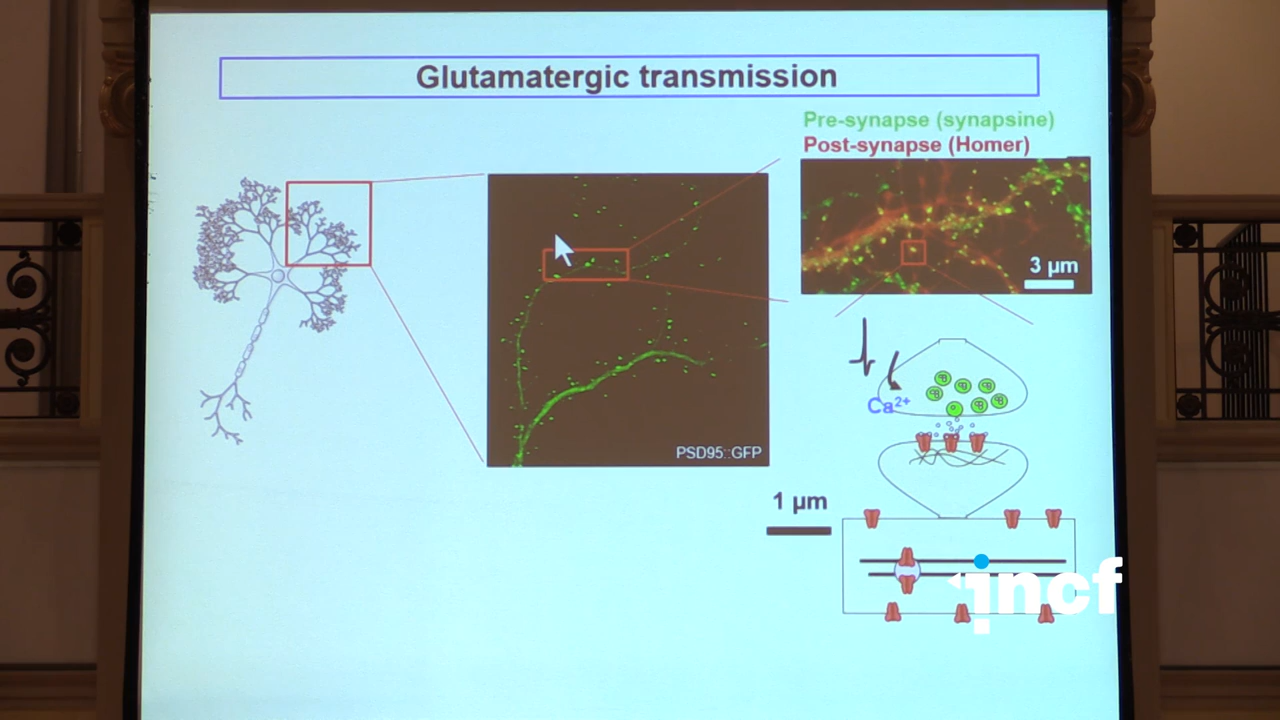 Glutamatergic transmission
Pre-synapse (synapsine)
Post-synapse (Homer)
3 µm
PSD95::GFP
Ca²⁺
1 µm
incf